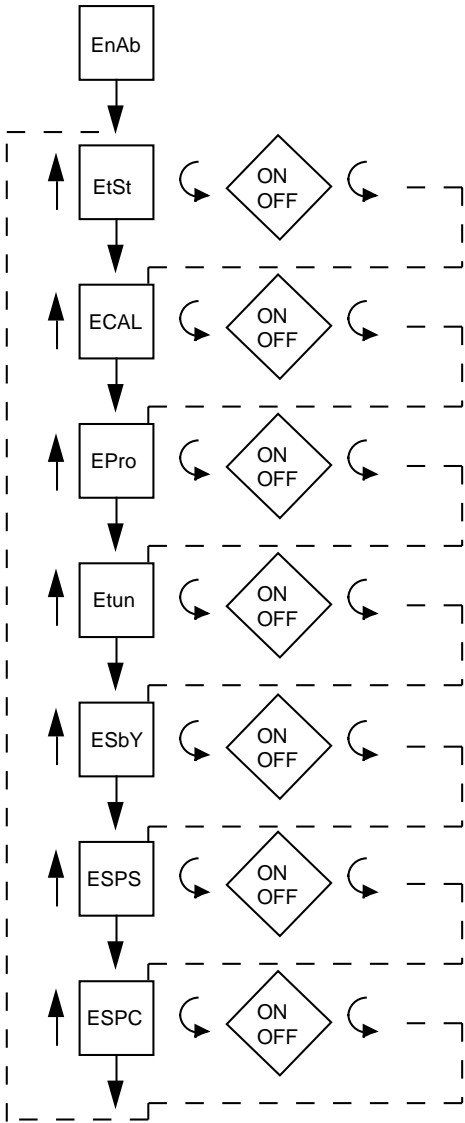 EnAb
EtSt
ON
OFF
ECAL
ON
OFF
EPro
ON
OFF
Etun
ON
OFF
ESbY
ON
OFF
ESPS
ON
OFF
ESPC
ON
OFF